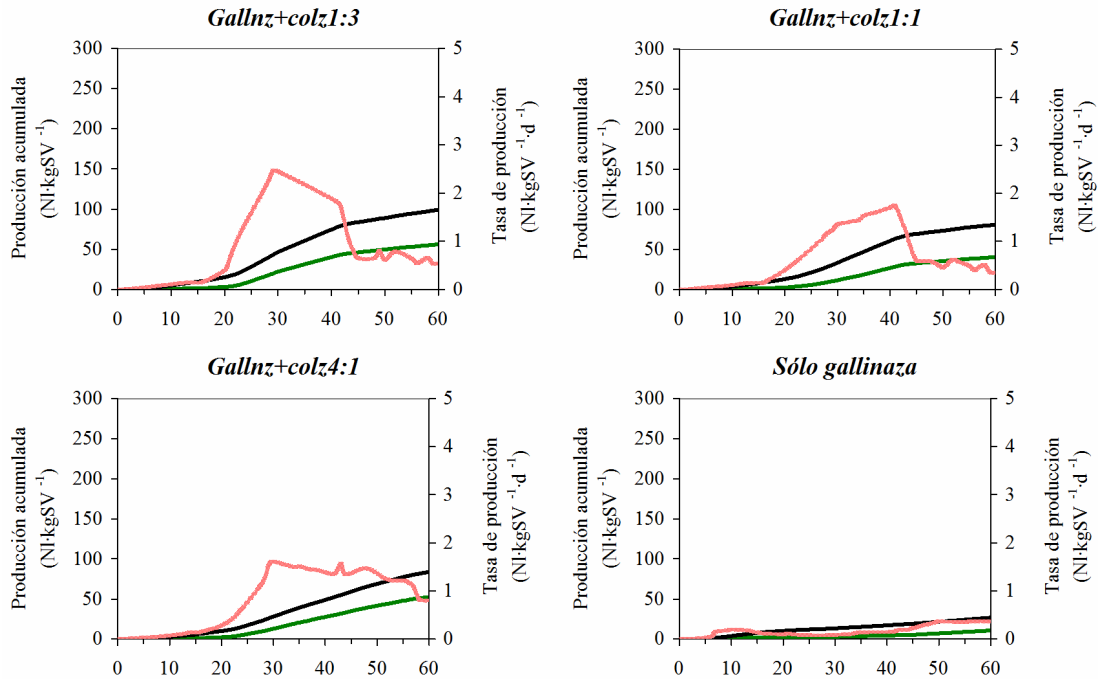 Gallnz+colz1:3
Producción acumulada
(Nl·kgSV -1)
300
250
200
150
100
50
0
5
4
3
2
1
0
Tasa de producción
(Nl·kgSV -1·d -1)
0 10 20 30 40 50 60
Gallnz+colz1:1
Producción acumulada
(Nl·kgSV -1)
300
250
200
150
100
50
0
5
4
3
2
1
0
Tasa de producción
(Nl·kgSV -1·d -1)
0 10 20 30 40 50 60
Gallnz+colz4:1
Producción acumulada
(Nl·kgSV -1)
300
250
200
150
100
50
0
5
4
3
2
1
0
Tasa de producción
(Nl·kgSV -1·d -1)
0 10 20 30 40 50 60
Sólo gallinaza
Producción acumulada
(Nl·kgSV -1)
300
250
200
150
100
50
0
5
4
3
2
1
0
Tasa de producción
(Nl·kgSV -1·d -1)
0 10 20 30 40 50 60